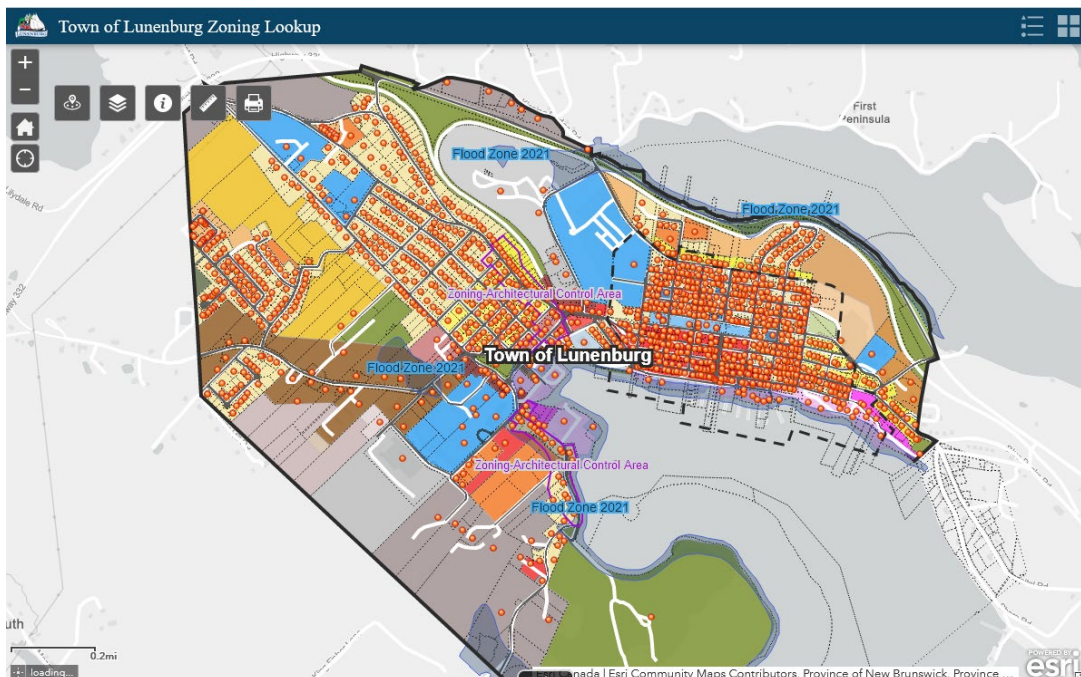 Town of Lunenburg Zoning Lookup
LUNENBURG
+
−
First
Peninsula
Flood Zone 2021
Flood Zone 2021
Zoning-Architectural Control Area
Town of Lunenburg
Flood Zone 2021
Zoning-Architectural Control Area
Flood Zone 2021
0.2mi
loading...
Esri Canada | Esri Community Maps Contributors, Province of New Brunswick, Province ...
POWERED BY
esri